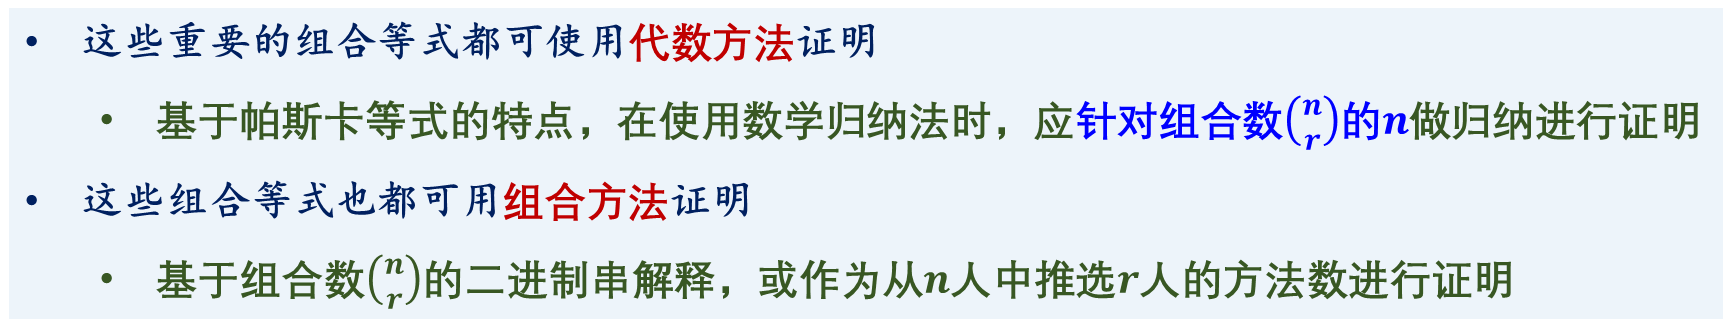 • 这些重要的组合等式都可使用代数方法证明
• 基于帕斯卡等式的特点，在使用数学归纳法时，应针对组合数(n r)的n做归纳进行证明
• 这些组合等式也都可用组合方法证明
• 基于组合数(n r)的二进制串解释，或作为从n人中推选r人的方法数进行证明